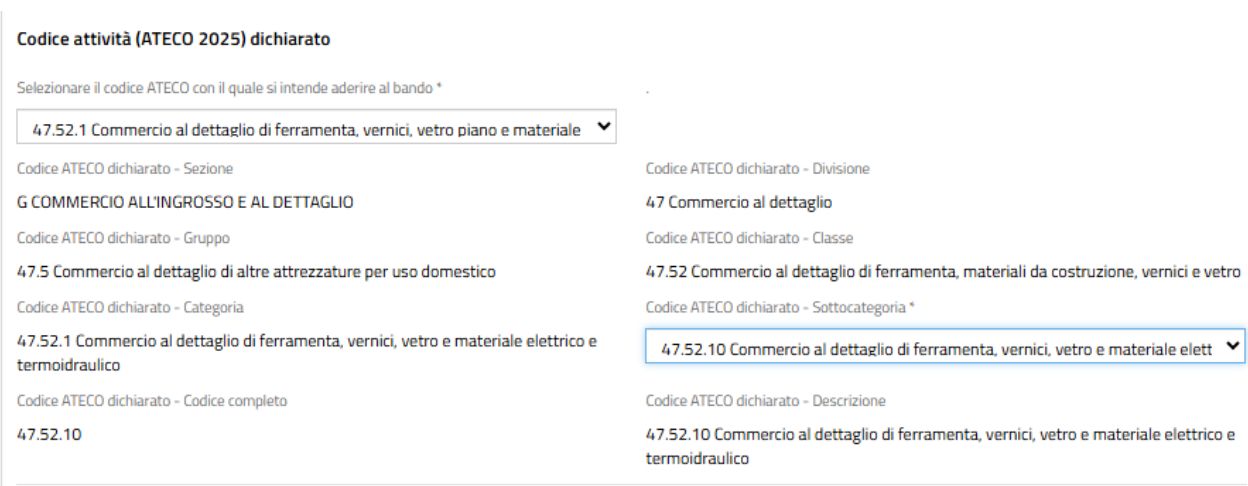 Codice attività (ATECO 2025) dichiarato
Selezionare il codice ATECO con il quale si intende aderire al bando *
.
47.52.1 Commercio al dettaglio di ferramenta, vernici, vetro piano e materiale
Codice ATECO dichiarato - Sezione
G COMMERCIO ALL'INGROSSO E AL DETTAGLIO
Codice ATECO dichiarato - Divisione
47 Commercio al dettaglio
Codice ATECO dichiarato - Gruppo
47.5 Commercio al dettaglio di altre attrezzature per uso domestico
Codice ATECO dichiarato - Classe
47.52 Commercio al dettaglio di ferramenta, materiali da costruzione, vernici e vetro
Codice ATECO dichiarato - Categoria
47.52.1 Commercio al dettaglio di ferramenta, vernici, vetro e materiale elettrico e
termoidraulico
Codice ATECO dichiarato - Sottocategoria *
47.52.10 Commercio al dettaglio di ferramenta, vernici, vetro e materiale elett
Codice ATECO dichiarato - Codice completo
47.52.10
Codice ATECO dichiarato - Descrizione
47.52.10 Commercio al dettaglio di ferramenta, vernici, vetro e materiale elettrico e
termoidraulico